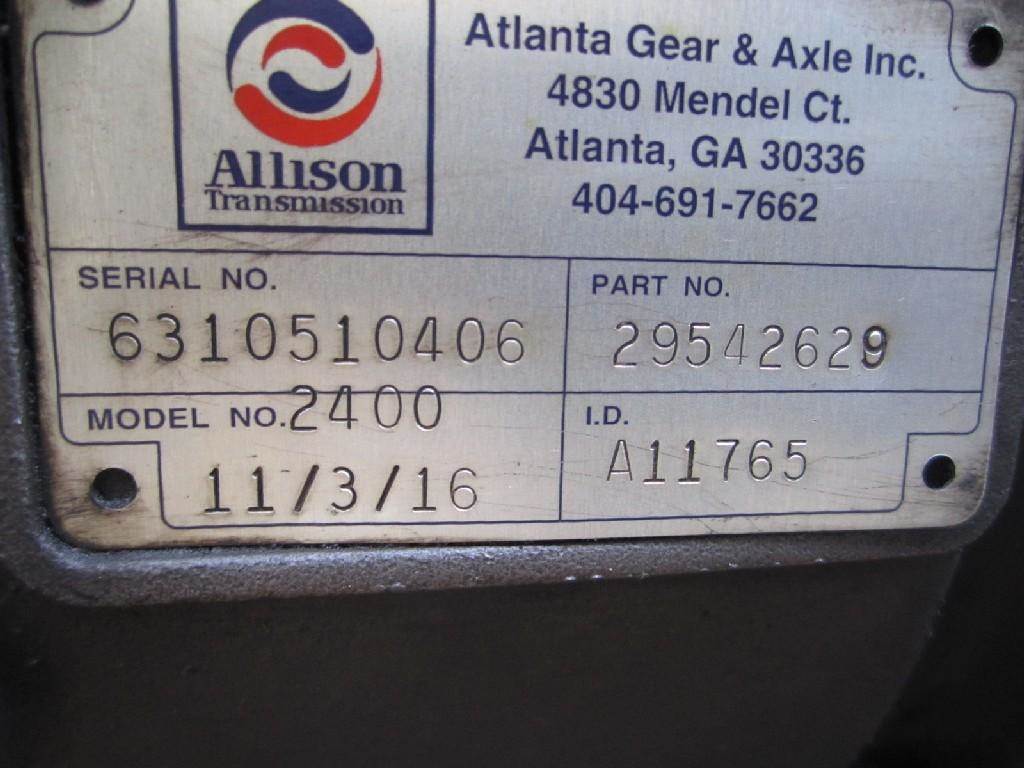 Allison
Transmission
Atlanta Gear & Axle Inc.
4830 Mendel Ct.
Atlanta, GA 30336
404-691-7662
SERIAL NO.
6310510406
PART NO.
29542629
MODEL NO. 2400
11/3/16
I.D.
A11765